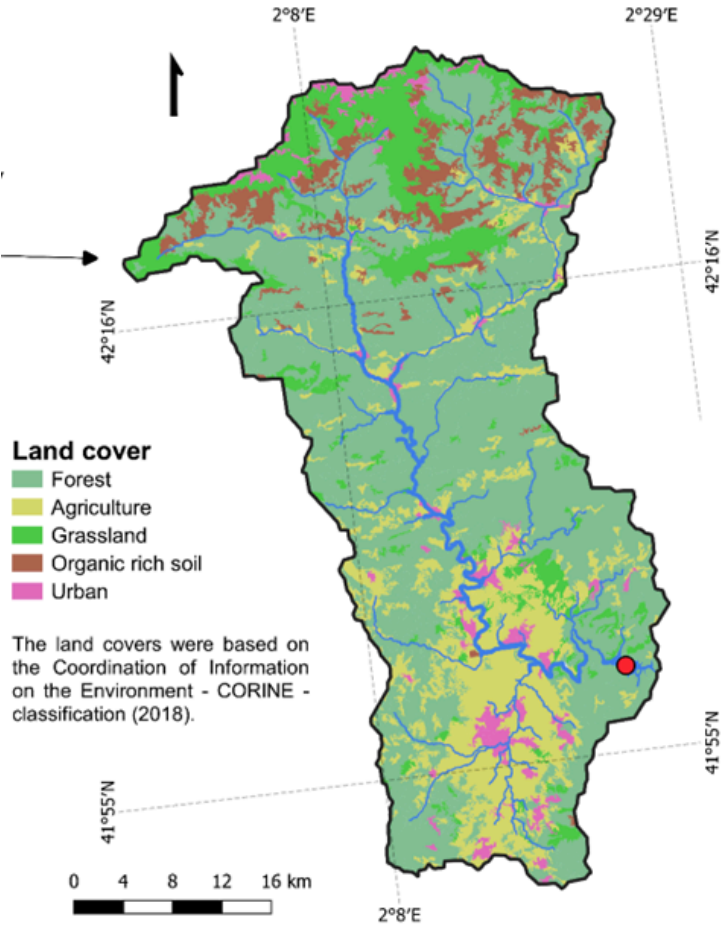 2°8'E
2°29'E
42°16'N
42°16'N
Land cover
Forest
Agriculture
Grassland
Organic rich soil
Urban
The land covers were based on
the Coordination of Information
on the Environment - CORINE -
classification (2018).
41°55'N
41°55'N
0 4 8 12 16 km
2°8'E